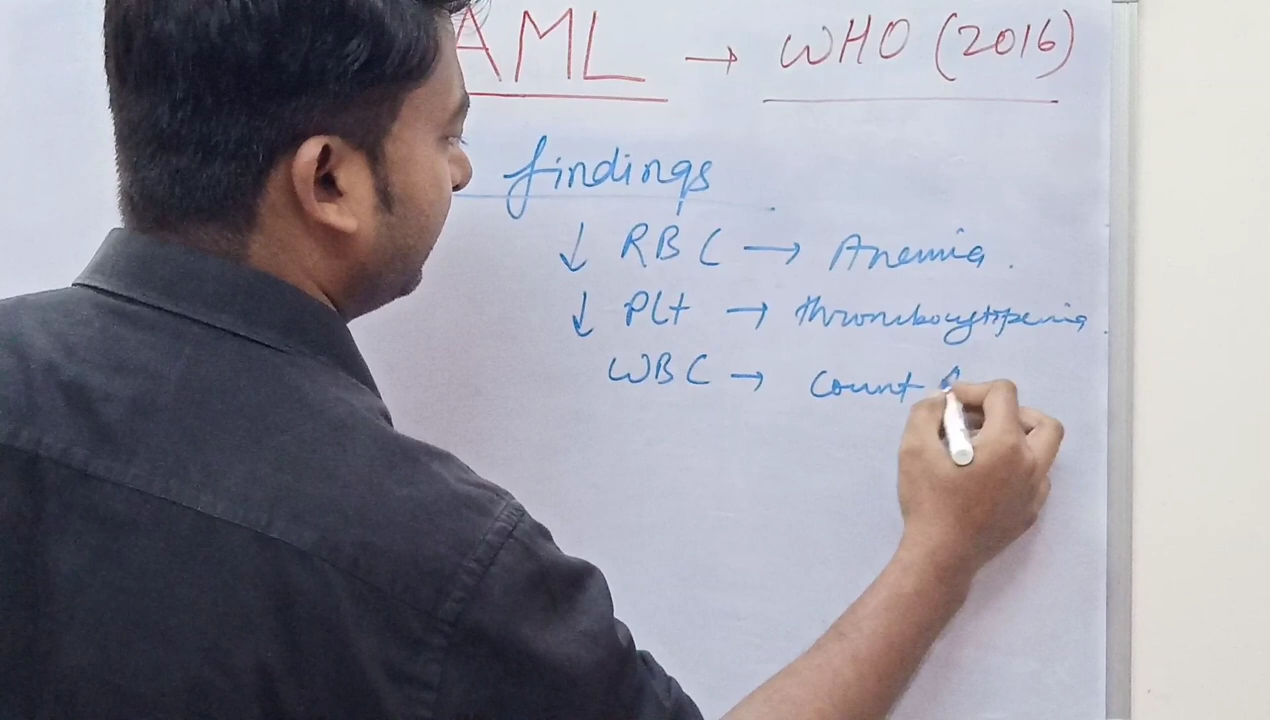 AML → WHO (2016)
findings
↓ RBC → Anemia.
↓ Plt → thrombocytopenia.
WBC → Count ↑